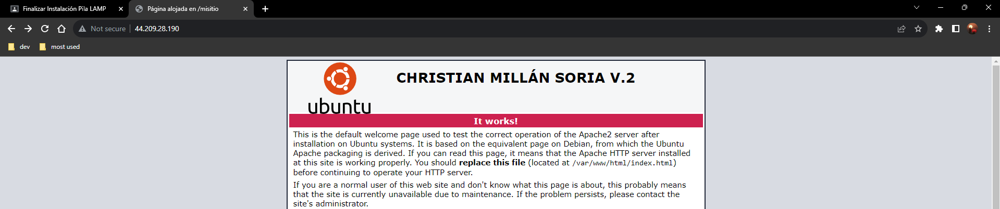 Finalizar Instalación Pila LAMP
Página alojada en /misitio
Not secure
44.209.28.190
dev
most used
ubuntu
CHRISTIAN MILLÁN SORIA V.2
It works!
This is the default welcome page used to test the correct operation of the Apache2 server after
installation on Ubuntu systems. It is based on the equivalent page on Debian, from which the Ubuntu
Apache packaging is derived. If you can read this page, it means that the Apache HTTP server installed
at this site is working properly. You should replace this file (located at /var/www/html/index.html)
before continuing to operate your HTTP server.
If you are a normal user of this web site and don't know what this page is about, this probably means
that the site is currently unavailable due to maintenance. If the problem persists, please contact the
site's administrator.